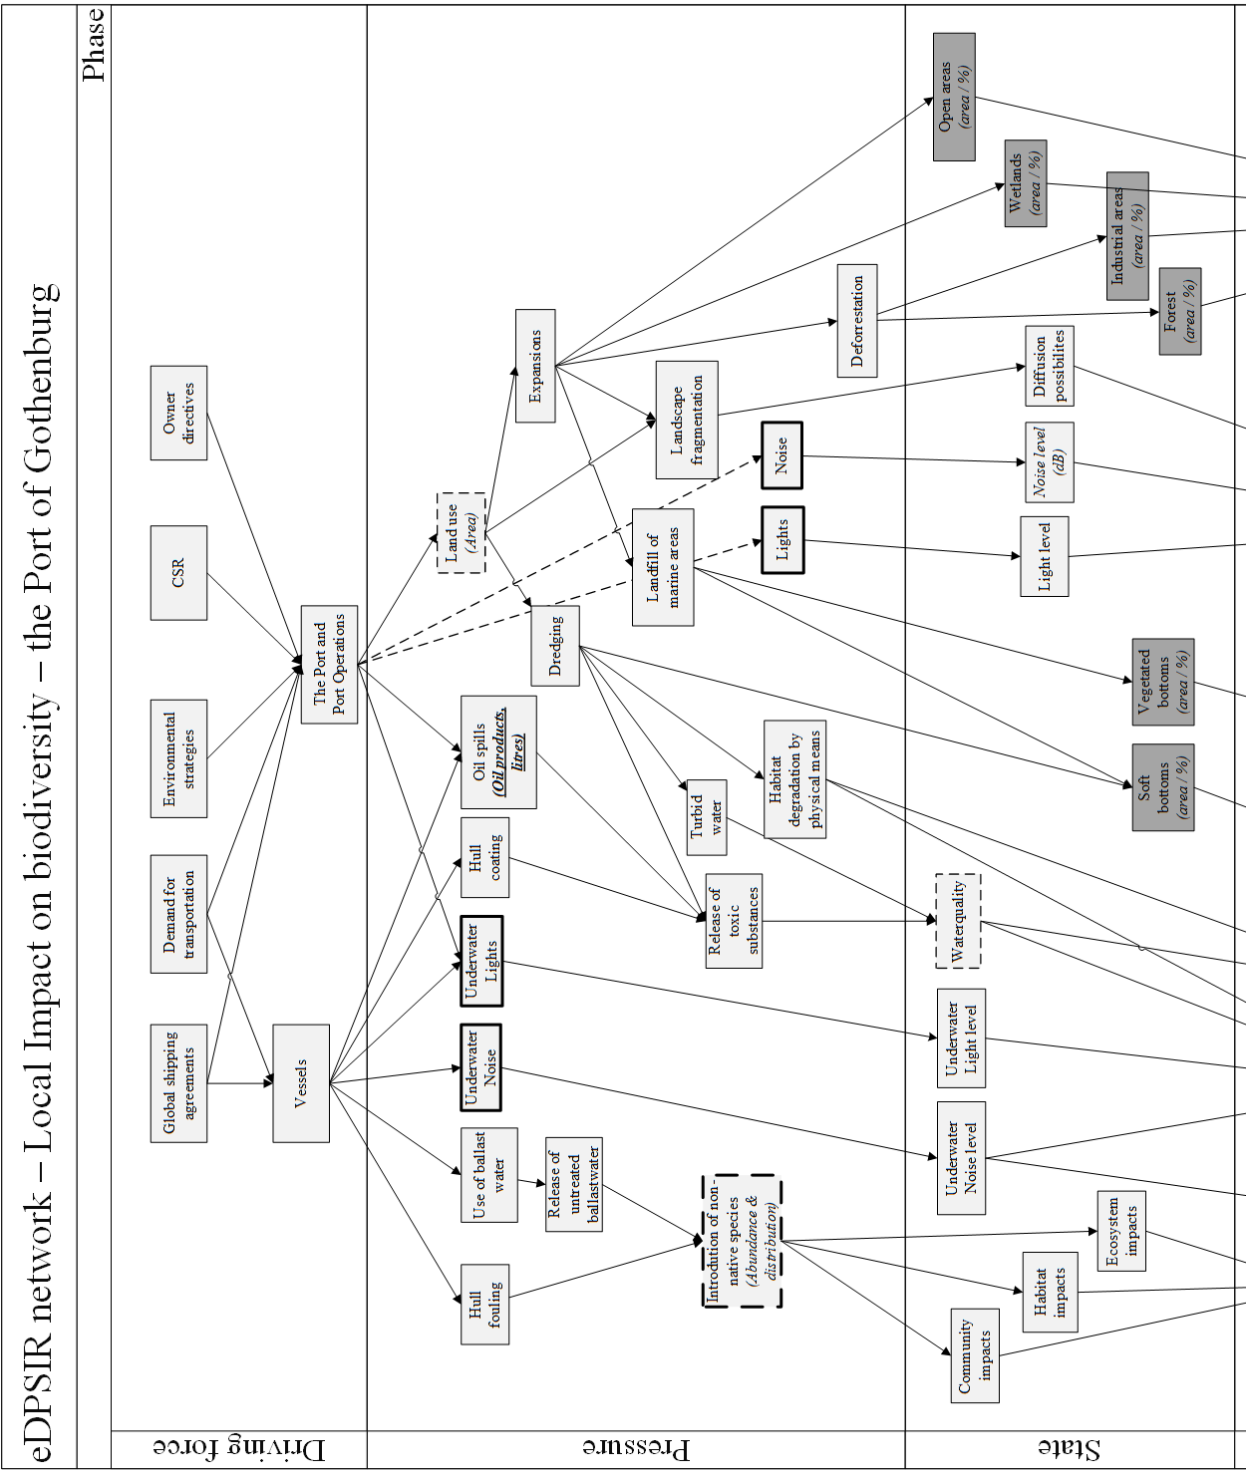 eDPSIR network – Local Impact on biodiversity – the Port of Gothenburg
Phase
Driving force
Global shipping
agreements
Demand for
transportation
Environmental
strategies
CSR
Owner
directives
Vessels
The Port and
Port Operations
Pressure
Hull
fouling
Use of ballast
water
Underwater
Noise
Underwater
Lights
Hull
coating
Oil spills
(Oil products,
litres)
Land use
(Area)
Release of
untreated
ballastwater
Dredging
Expansions
Introdution of non-
native species
(Abundance &
distribution)
Release of
toxic
substances
Turbid
water
Landfill of
marine areas
Landscape
fragmentation
Habitat
degradation by
physical means
Lights
Noise
Deforrestation
State
Community
impacts
Habitat
impacts
Ecosystem
impacts
Underwater
Noise level
Underwater
Light level
Waterquality
Soft
bottoms
(area / %)
Vegetated
bottoms
(area / %)
Light level
Noise level
(dB)
Diffusion
possibilites
Forest
(area / %)
Industrial areas
(area / %)
Wetlands
(area / %)
Open areas
(area / %)